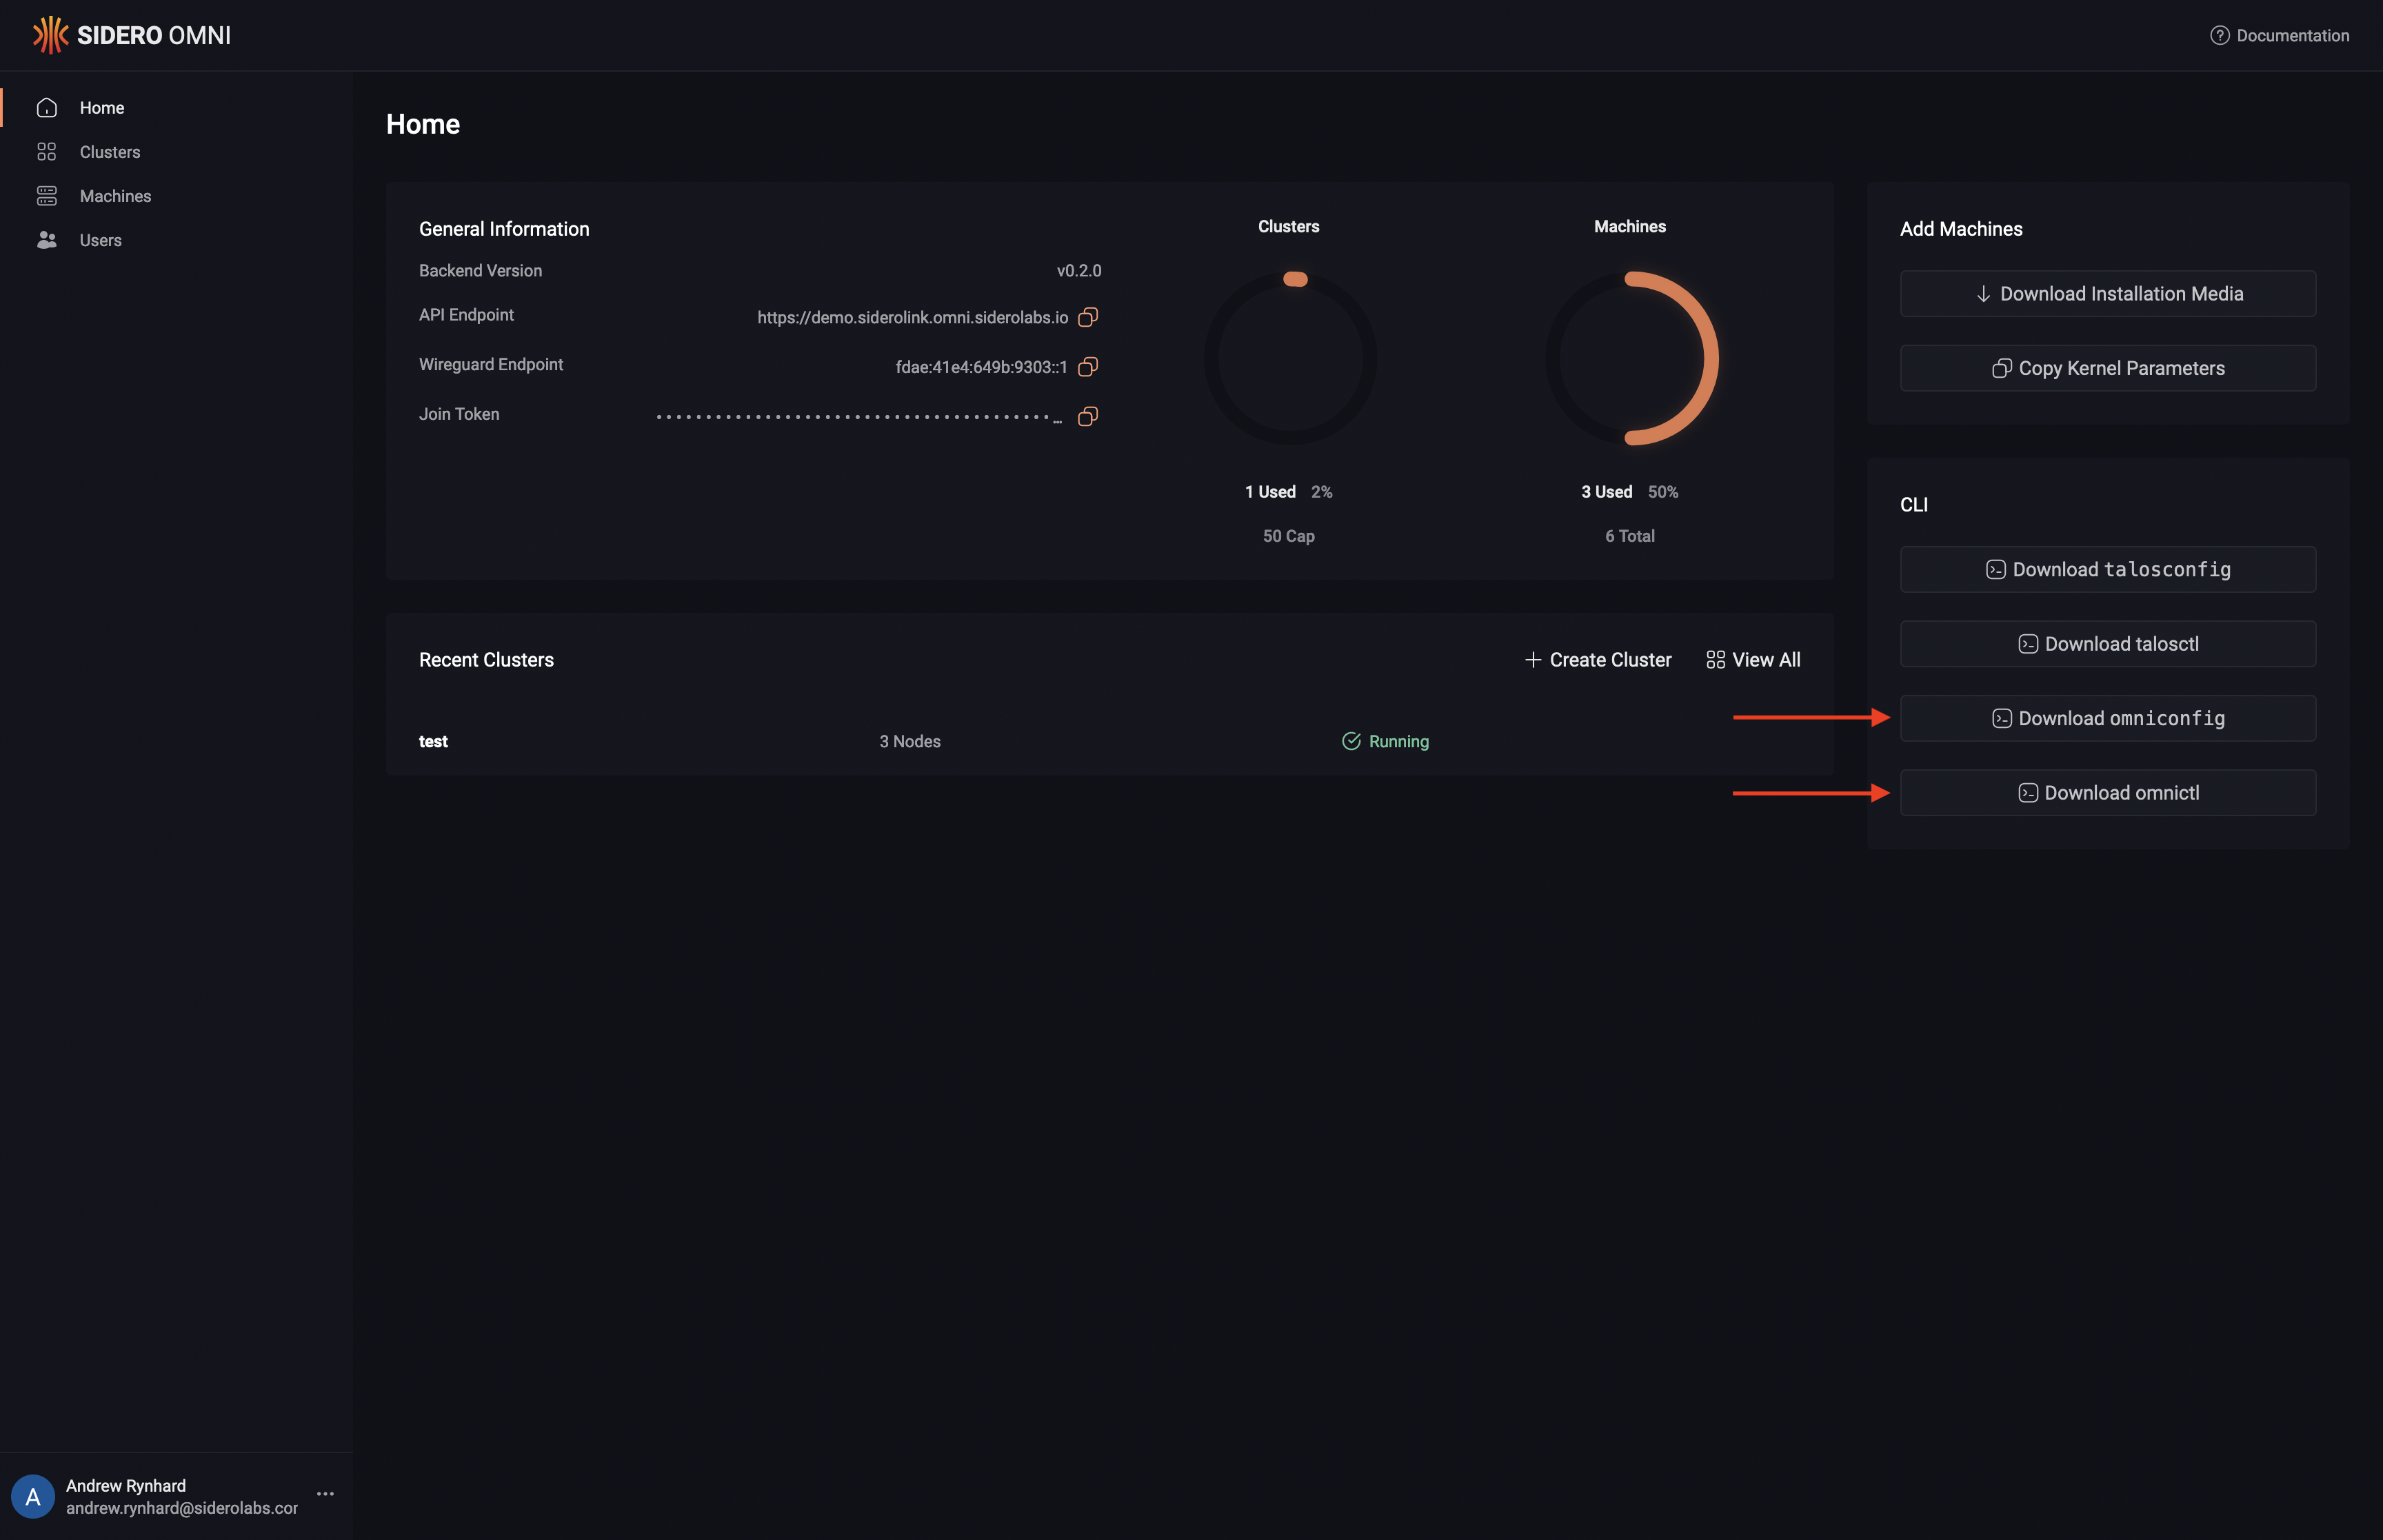 SIDERO OMNI
Documentation
Home
Clusters
Machines
Users
Home
General Information
Backend Version v0.2.0
API Endpoint https://demo.siderolink.omni.siderolabs.io
Wireguard Endpoint fdae:41e4:649b:9303::1
Join Token ••••••••••••••••••••••••••••••••••••••••...
Clusters
1 Used 2%
50 Cap
Machines
3 Used 50%
6 Total
Add Machines
Download Installation Media
Copy Kernel Parameters
CLI
Download talosconfig
Download talosctl
Download omniconfig
Download omnictl
Recent Clusters
Create Cluster View All
test 3 Nodes Running
A
Andrew Rynhard
andrew.rynhard@siderolabs.cor